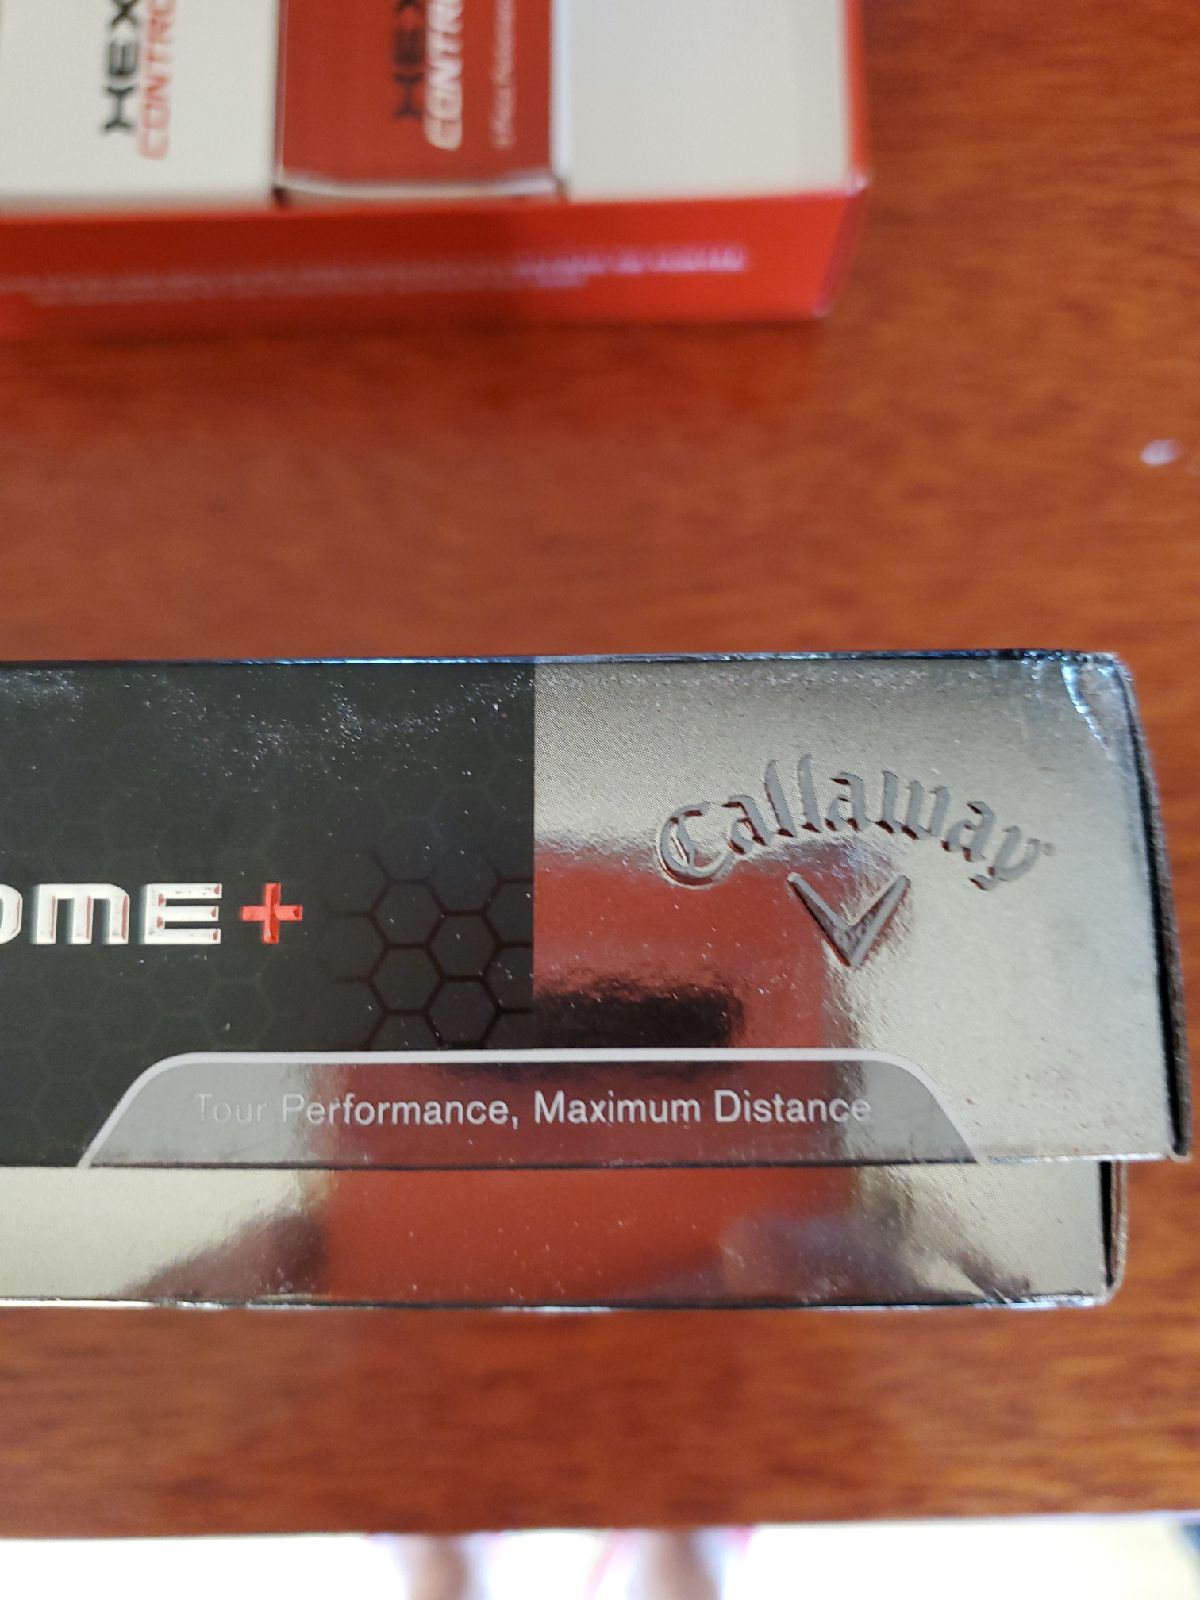 HEX
CONTRO
HEX
CONTRO
OME+
Callaway
Tour Performance, Maximum Distance